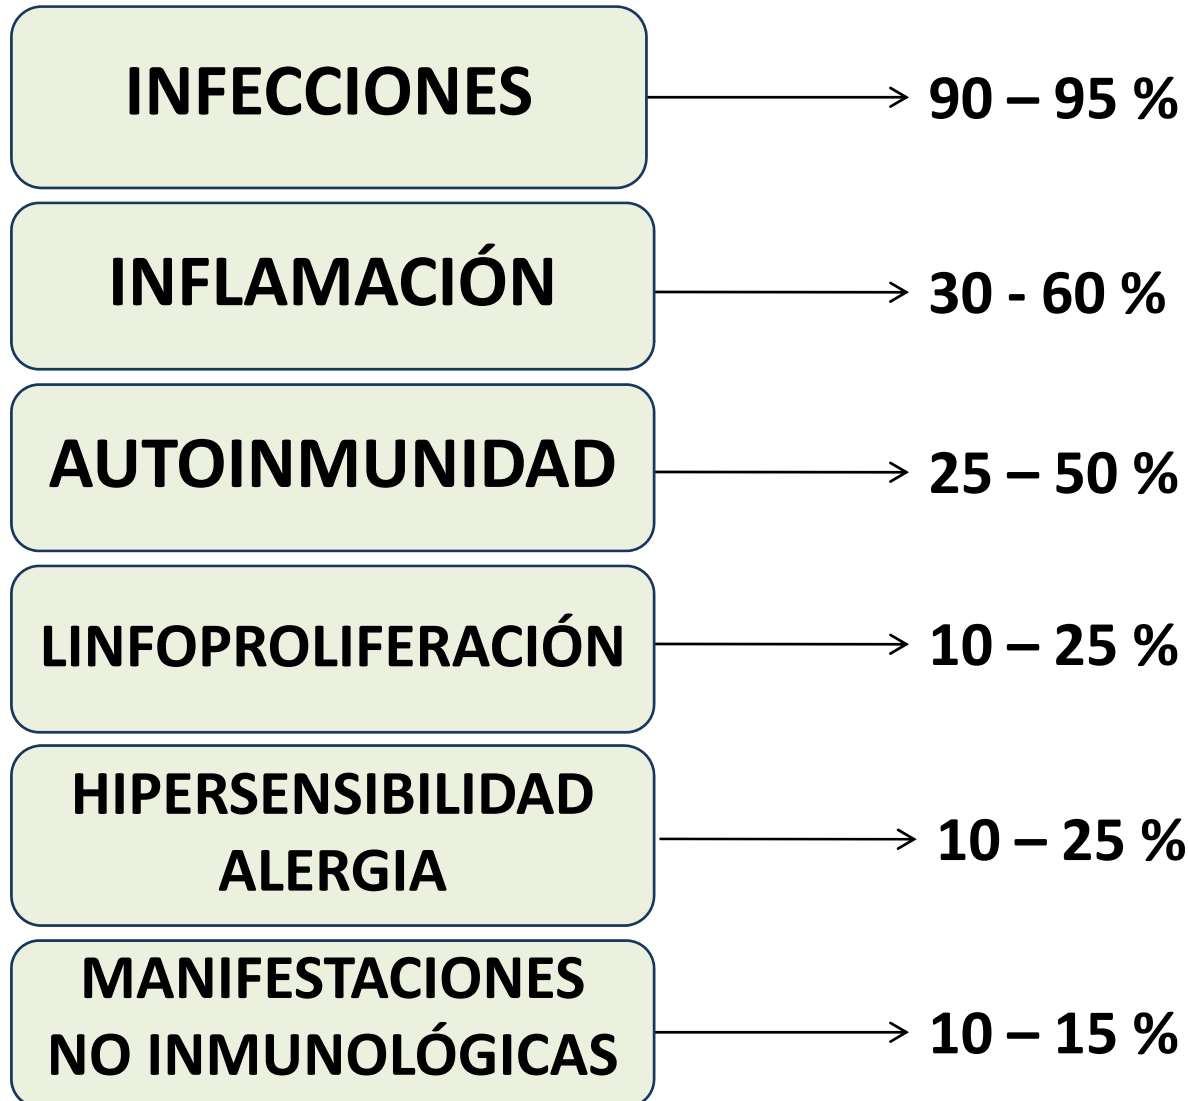 INFECCIONES
90 – 95 %
INFLAMACIÓN
30 - 60 %
AUTOINMUNIDAD
25 – 50 %
LINFOPROLIFERACIÓN
10 – 25 %
HIPERSENSIBILIDAD
ALERGIA
10 – 25 %
MANIFESTACIONES
NO INMUNOLÓGICAS
10 – 15 %